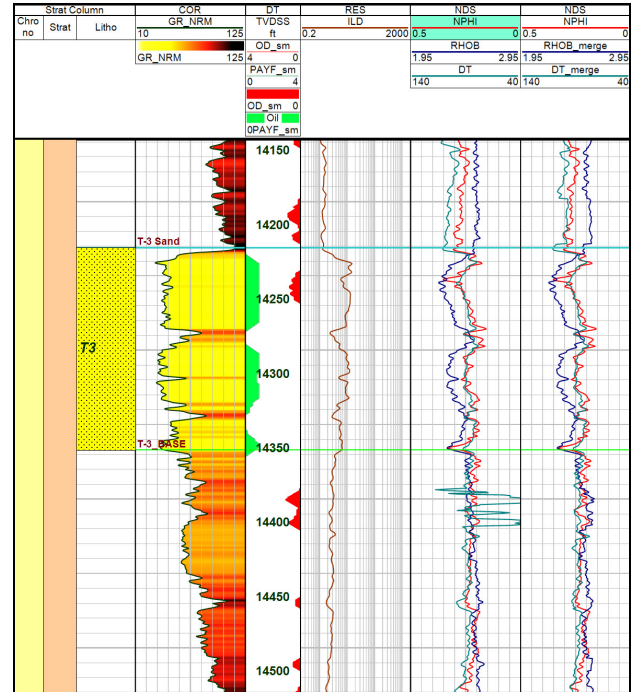 Strat Column COR DT RES NDS NDS
Chro no Strat Litho GR_NRM TVDSS ft ILD NPHI NPHI
10 125 0.2 2000 0.5 0 0.5 0
GR_NRM 125
OD_sm
4 0
PAYF_sm
0 4
OD_sm 0
Oil
0PAYF_sm
RHOB RHOB_merge
1.95 2.95 1.95 2.95
DT DT_merge
140 40 140 40
14150
14200
T-3 Sand
14250
T3
14300
T-3_BASE
14350
14400
14450
14500